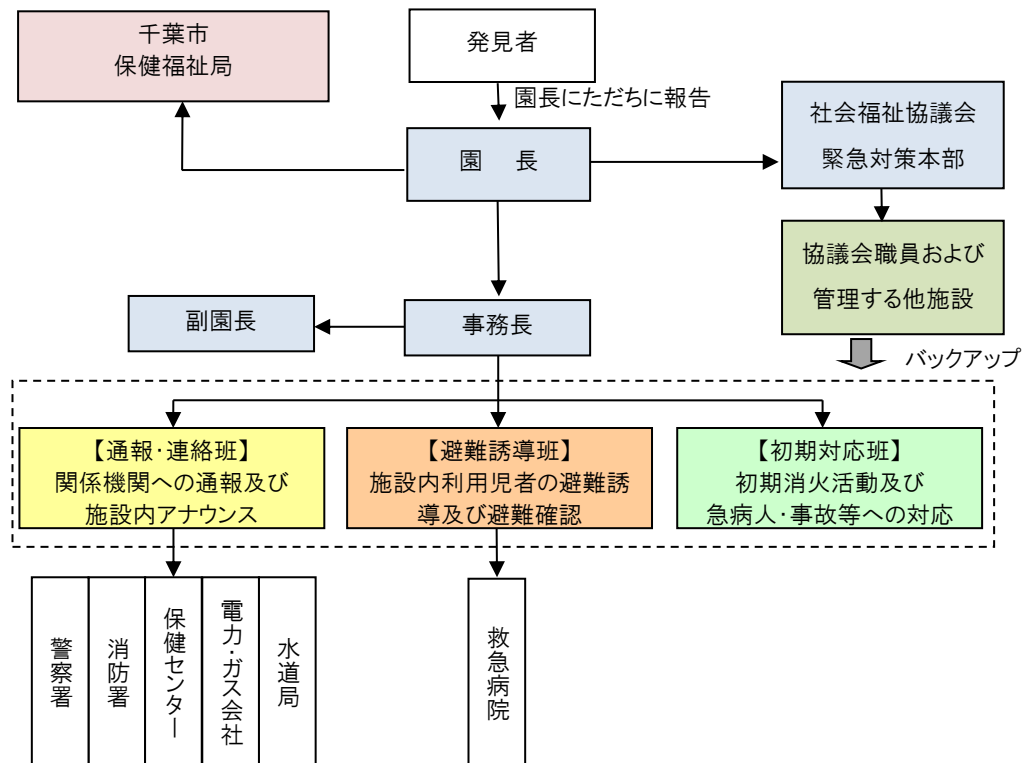 千葉市
保健福祉局
発見者
園長にただちに報告
社会福祉協議会
緊急対策本部
園　長
協議会職員および
管理する他施設
副園長
事務長
バックアップ
【通報・連絡班】
関係機関への通報及び
施設内アナウンス
【避難誘導班】
施設内利用児者の避難誘
導及び避難確認
【初期対応班】
初期消火活動及び
急病人・事故等への対応
警察署
消防署
保健センター
電力・ガス会社
水道局
救急病院